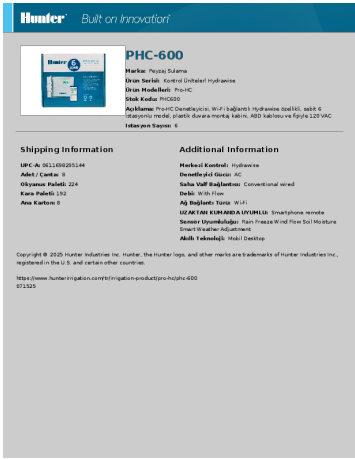 Hunter® Built on Innovation®
PHC-600
Marka: Peyzaj Sulama
Ürün Serisi: Kontrol Üniteleri Hydrawise
Ürün Modelleri: Pro-HC
Stok Kodu: PHC600
Açıklama: Pro-HC Denetleyicisi, Wi-Fi bağlantılı Hydrawise özellikli, sabit 6
istasyonlu model, plastik duvara montaj kabini, ABD kablosu ve fişiyle 120 VAC
Istasyon Sayısı: 6
Shipping Information
UPC-A: 0611698295144
Adet / Çanta: 8
Okyanus Paleti: 224
Kara Paleti: 192
Ana Karton: 8
Additional Information
Merkezi Kontrol: Hydrawise
Denetleyici Gücü: AC
Saha Valf Bağlantısı: Conventional wired
Debi: With Flow
Ağ Bağlantı Türü: Wi-Fi
UZAKTAN KUMANDA UYUMLU: Smartphone remote
Sensör Uyumluluğu: Rain Freeze Wind Flow Soil Moisture
Smart Weather Adjustment
Akıllı Teknoloji: Mobil Desktop
Copyright © 2025 Hunter Industries Inc. Hunter, the Hunter logo, and other marks are trademarks of Hunter Industries Inc.,
registered in the U.S. and certain other countries.
https://www.hunterirrigation.com/tr/irrigation-product/pro-hc/phc-600
071525